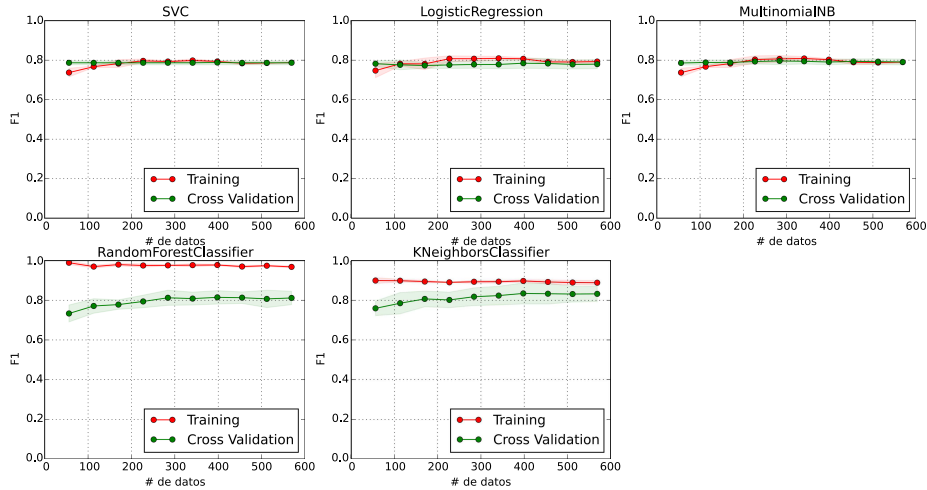 SVC
1.0
0.8
0.6
0.4
0.2
0.0
F1
Training
Cross Validation
0 100 200 300 400 500 600
# de datos
LogisticRegression
1.0
0.8
0.6
0.4
0.2
0.0
F1
Training
Cross Validation
0 100 200 300 400 500 600
# de datos
MultinomialNB
1.0
0.8
0.6
0.4
0.2
0.0
F1
Training
Cross Validation
0 100 200 300 400 500 600
# de datos
RandomForestClassifier
1.0
0.8
0.6
0.4
0.2
0.0
F1
Training
Cross Validation
0 100 200 300 400 500 600
# de datos
KNeighborsClassifier
1.0
0.8
0.6
0.4
0.2
0.0
F1
Training
Cross Validation
0 100 200 300 400 500 600
# de datos